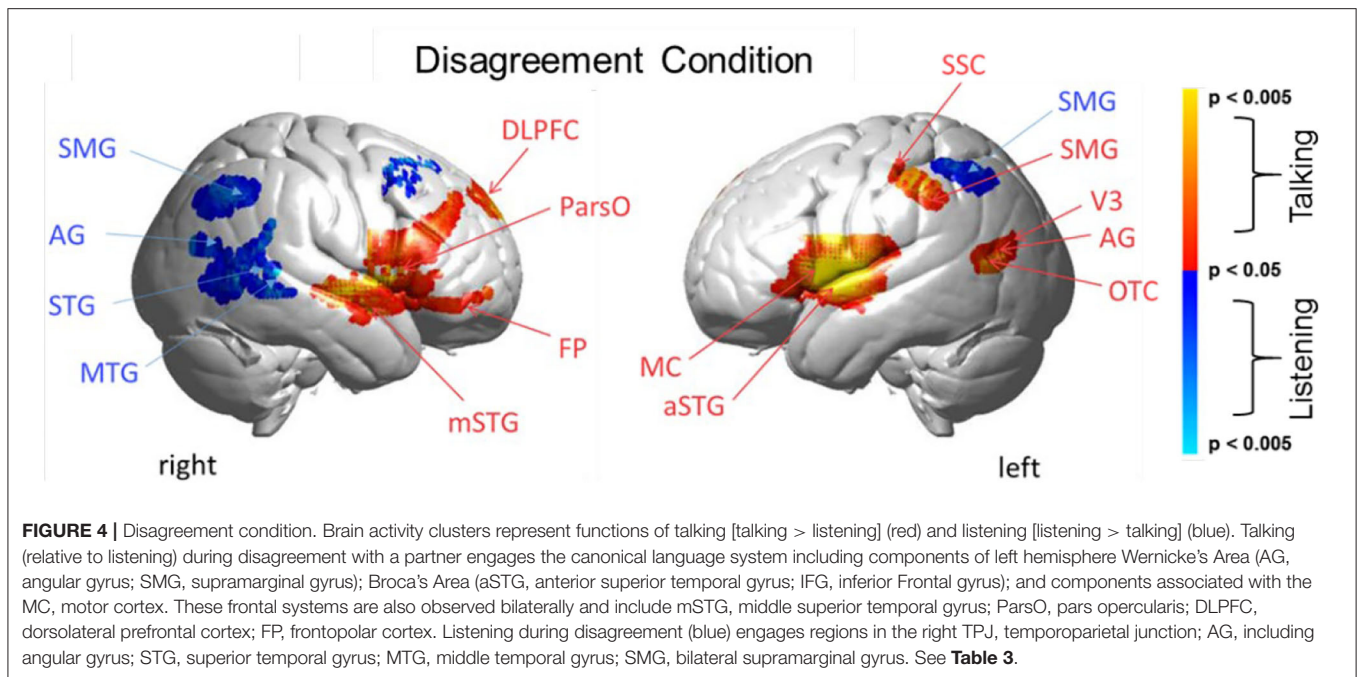 Disagreement Condition
SMG
AG
STG
MTG
DLPFC
ParsO
FP
mSTG
right
SSC
SMG
SMG
V3
AG
OTC
MC
aSTG
left
p < 0.005
Talking
p < 0.05
Listening
p < 0.005
FIGURE 4 | Disagreement condition. Brain activity clusters represent functions of talking [talking > listening] (red) and listening [listening > talking] (blue). Talking
(relative to listening) during disagreement with a partner engages the canonical language system including components of left hemisphere Wernicke's Area (AG,
angular gyrus; SMG, supramarginal gyrus); Broca's Area (aSTG, anterior superior temporal gyrus; IFG, inferior Frontal gyrus); and components associated with the
MC, motor cortex. These frontal systems are also observed bilaterally and include mSTG, middle superior temporal gyrus; ParsO, pars opercularis; DLPFC,
dorsolateral prefrontal cortex; FP, frontopolar cortex. Listening during disagreement (blue) engages regions in the right TPJ, temporoparietal junction; AG, including
angular gyrus; STG, superior temporal gyrus; MTG, middle temporal gyrus; SMG, bilateral supramarginal gyrus. See Table 3.